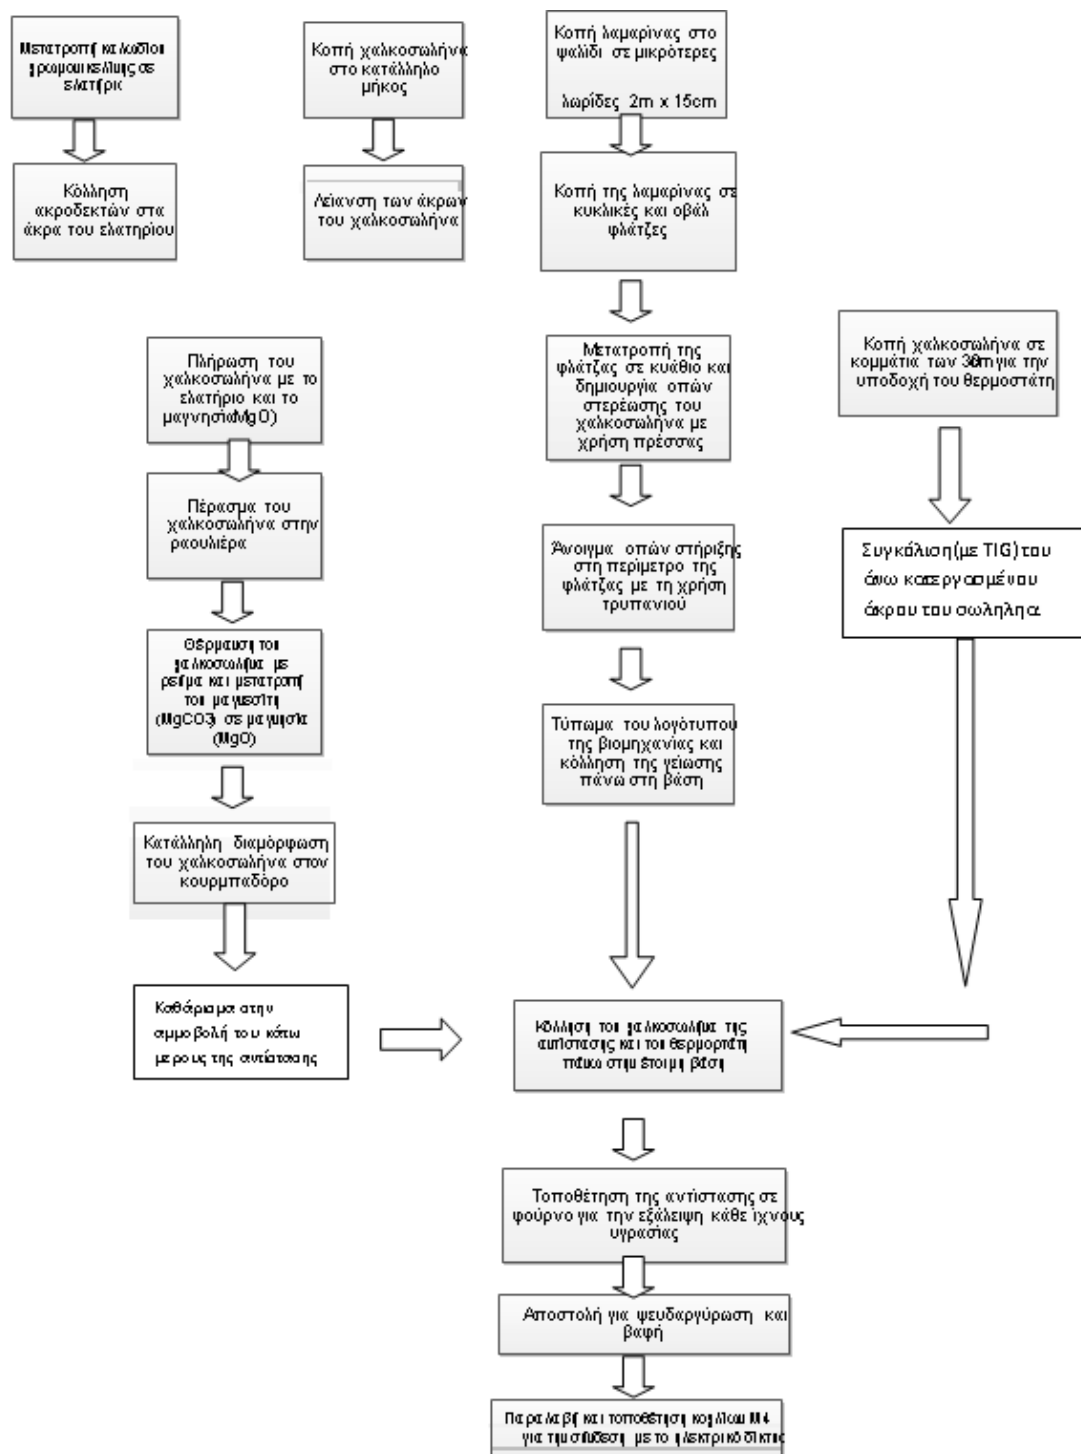 Μετατροπή καλωδίου
χρωμονικελίνης σε
ελατήρια
Κόλληση
ακροδεκτών στα
άκρα του ελατηρίου
Κοπή χαλκοσωλήνα
στο κατάλληλο
μήκος
Λείανση των άκρων
του χαλκοσωλήνα
Κοπή λαμαρίνας στο
ψαλίδι σε μικρότερες
λωρίδες 2m x 15cm
Κοπή της λαμαρίνας σε
κυκλικές και οβάλ
φλάτζες
Μετατροπή της
φλάτζας σε κυάθιο και
δημιουργία οπών
στερέωσης του
χαλκοσωλήνα με
χρήση πρέσσας
Άνοιγμα οπών στήριξης
στη περίμετρο της
φλάτζας με τη χρήση
τρυπανιού
Τύπωμα του λογότυπου
της βιομηχανίας και
κόλληση της γείωσης
πάνω στη βάση
Πλήρωση του
χαλκοσωλήνα με το
ελατήριο και το
μαγνησία(MgO)
Πέρασμα του
χαλκοσωλήνα στην
ραουλιέρα
Θέρμανση του
χαλκοσωλήνα με
ρεύμα και μετατροπή
του μαγνεσίτη
(MgCO3) σε μαγνησία
(MgO)
Κατάλληλη διαμόρφωση
του χαλκοσωλήνα στον
κουρμπαδόρο
Καθάρισμα στην
συμβολή του κάτω
μερους της αντίστασης
Κοπή χαλκοσωλήνα σε
κομμάτια των για την
υποδοχή του θερμοστάτη
Συγκόλιση(με TIG) του
άνω κατεργασμένου
άκρου του σωληνα
Κόλληση του χαλκοσωλήνα της
αντίστασης και του θερμοστάτη
πάνω στην έτοιμη βάση
Τοποθέτηση της αντίστασης σε
φούρνο για την εξάλειψη κάθε ίχνους
υγρασίας
Αποστολή για ψευδαργύρωση και
βαφή
Παραλαβή και τοποθέτηση κοχλίων M4
για την σύνδεση με το ηλεκτρικό δίκτυο